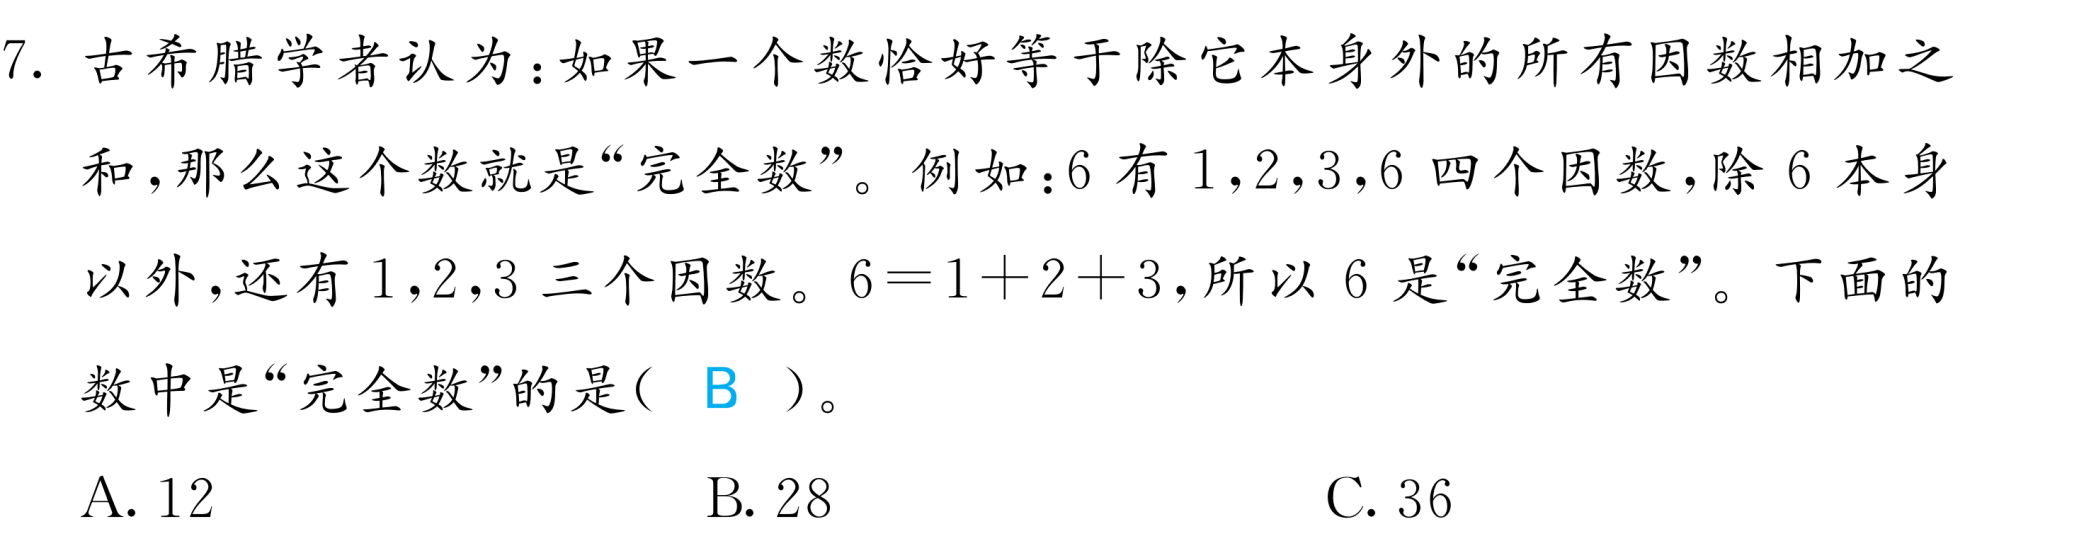 7. 古希腊学者认为:如果一个数恰好等于除它本身外的所有因数相加之
和,那么这个数就是“完全数”。例如:6 有 1,2,3,6 四个因数,除 6 本身
以外,还有 1,2,3 三个因数。6=1+2+3,所以 6 是“完全数”。下面的
数中是“完全数”的是( B )。
A. 12 B. 28 C. 36